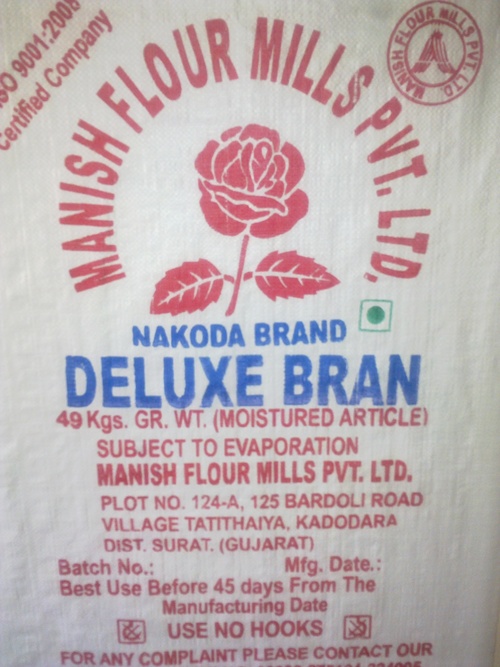 ISO 9001:2008
Certified Company
MANISH FLOUR MILLS PVT. LTD.
MANISH FLOUR MILLS PVT. LTD.
NAKODA BRAND
DELUXE BRAN
49 Kgs. GR. WT. (MOISTURED ARTICLE)
SUBJECT TO EVAPORATION
MANISH FLOUR MILLS PVT. LTD.
PLOT NO. 124-A, 125 BARDOLI ROAD
VILLAGE TATITHAIYA, KADODARA
DIST. SURAT. (GUJARAT)
Batch No.: Mfg. Date.:
Best Use Before 45 days From The
Manufacturing Date
USE NO HOOKS
FOR ANY COMPLAINT PLEASE CONTACT OUR